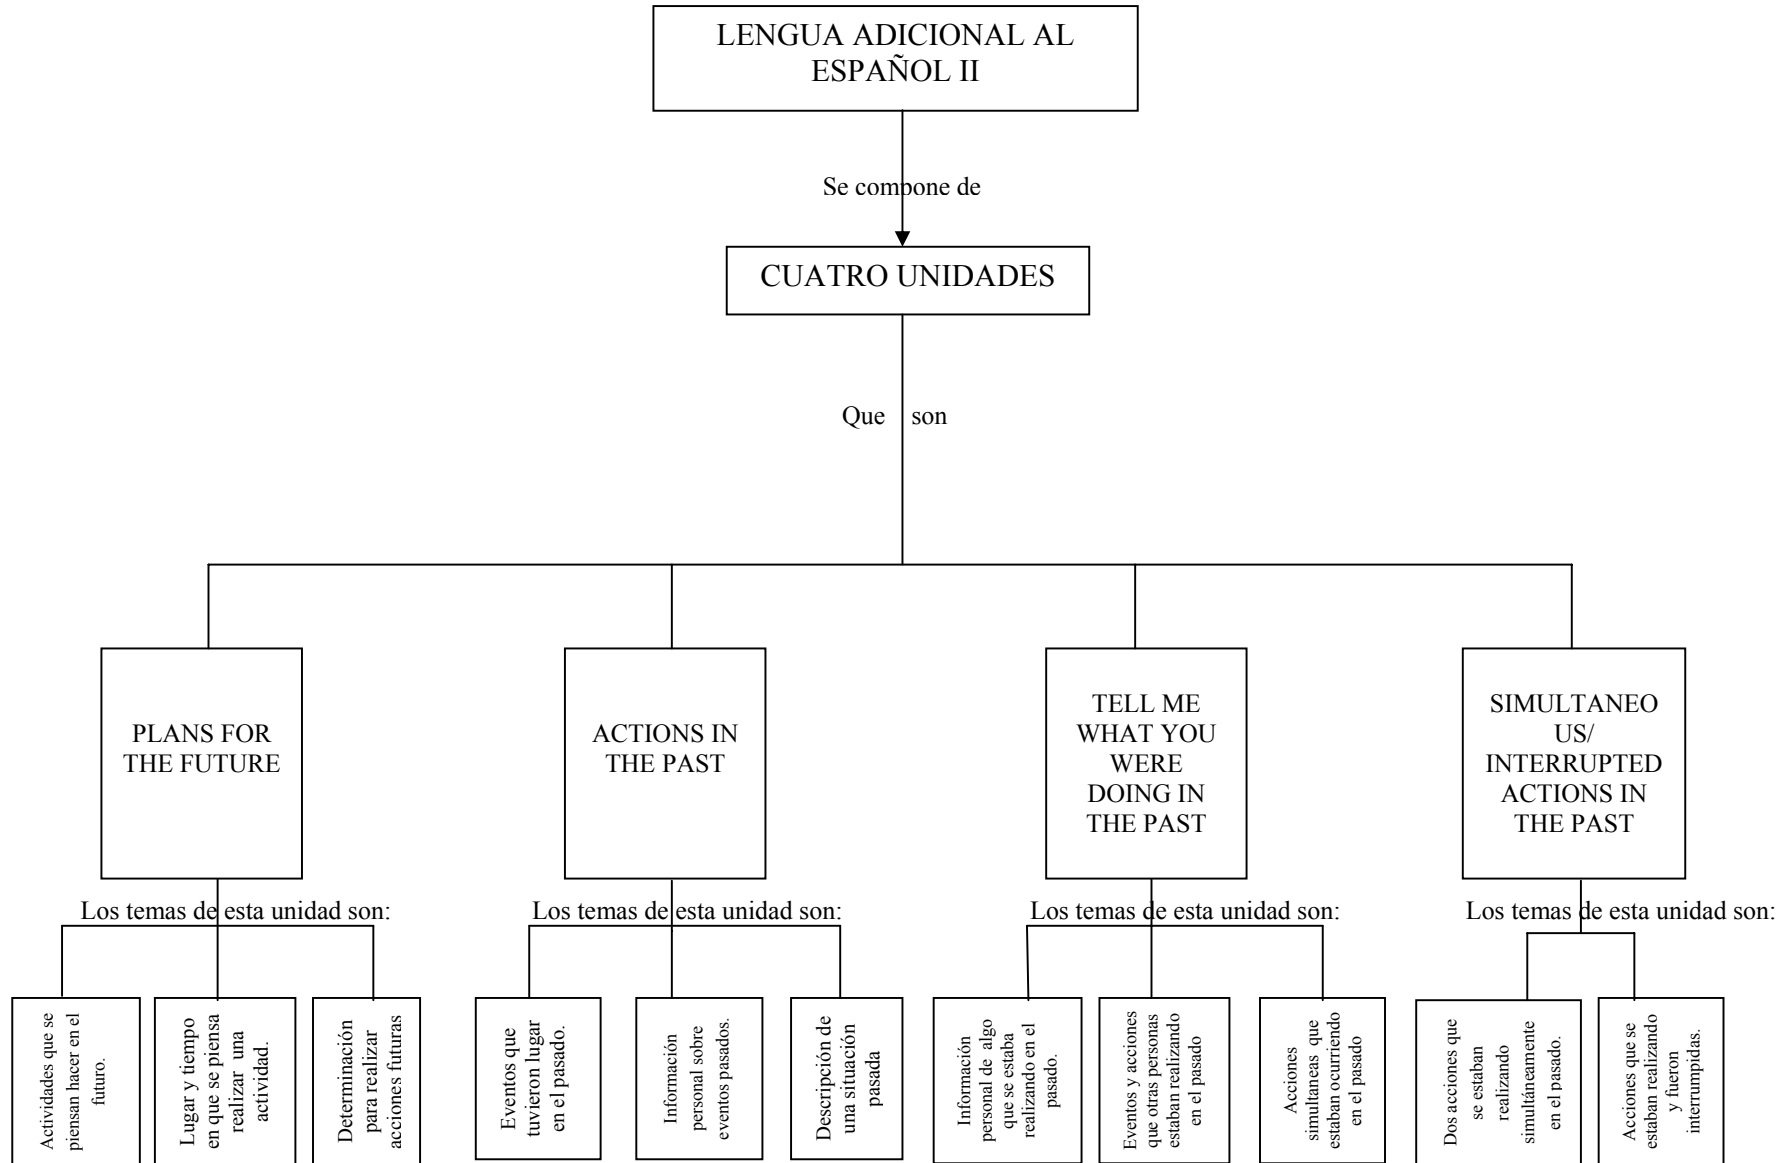 LENGUA ADICIONAL AL
ESPAÑOL II
Se compone de
CUATRO UNIDADES
Que son
PLANS FOR
THE FUTURE
ACTIONS IN
THE PAST
TELL ME
WHAT YOU
WERE
DOING IN
THE PAST
SIMULTANEO
US/
INTERRUPTED
ACTIONS IN
THE PAST
Los temas de esta unidad son:
Los temas de esta unidad son:
Los temas de esta unidad son:
Los temas de esta unidad son:
Actividades que se
piensan hacer en el
futuro.
Lugar y tiempo
en que se piensa
realizar una
actividad.
Determinación
para realizar
acciones futuras
Eventos que
tuvieron lugar
en el pasado.
Información
personal sobre
eventos pasados.
Descripción de
una situación
pasada
Información
personal de algo
que se estaba
realizando en el
pasado.
Eventos y acciones
que otras personas
estaban realizando
en el pasado
Acciones
simultaneas que
estaban ocurriendo
en el pasado
Dos acciones que
se estaban
realizando
simultáneamente
en el pasado.
Acciones que se
estaban realizando
y fueron
interrumpidas.